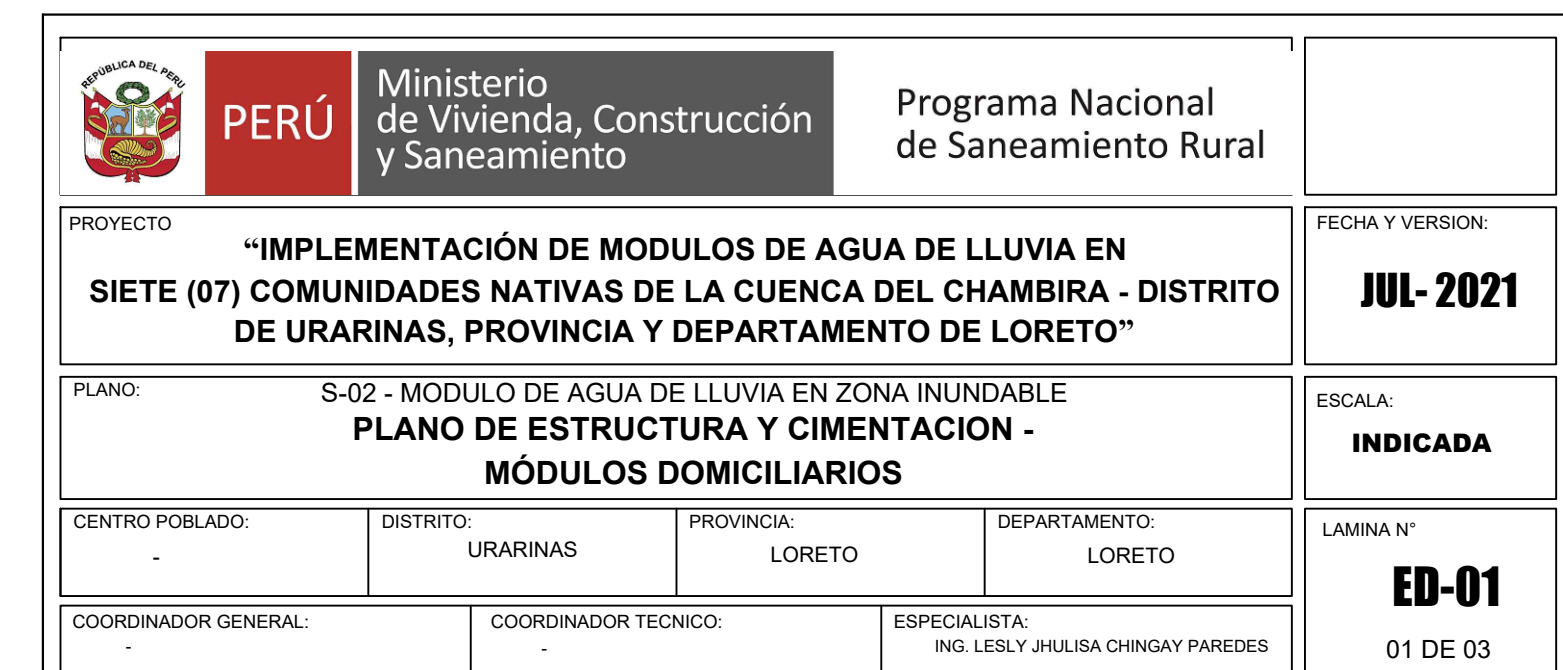 REPÚBLICA DEL PERÚ
PERÚ
Ministerio
de Vivienda, Construcción
y Saneamiento
Programa Nacional
de Saneamiento Rural
PROYECTO
“IMPLEMENTACIÓN DE MODULOS DE AGUA DE LLUVIA EN
SIETE (07) COMUNIDADES NATIVAS DE LA CUENCA DEL CHAMBIRA - DISTRITO
DE URARINAS, PROVINCIA Y DEPARTAMENTO DE LORETO”
FECHA Y VERSION:
JUL- 2021
PLANO:
S-02 - MODULO DE AGUA DE LLUVIA EN ZONA INUNDABLE
PLANO DE ESTRUCTURA Y CIMENTACION -
MÓDULOS DOMICILIARIOS
ESCALA:
INDICADA
CENTRO POBLADO:
-
DISTRITO:
URARINAS
PROVINCIA:
LORETO
DEPARTAMENTO:
LORETO
LAMINA N°
ED-01
01 DE 03
COORDINADOR GENERAL:
-
COORDINADOR TECNICO:
-
ESPECIALISTA:
ING. LESLY JHULISA CHINGAY PAREDES